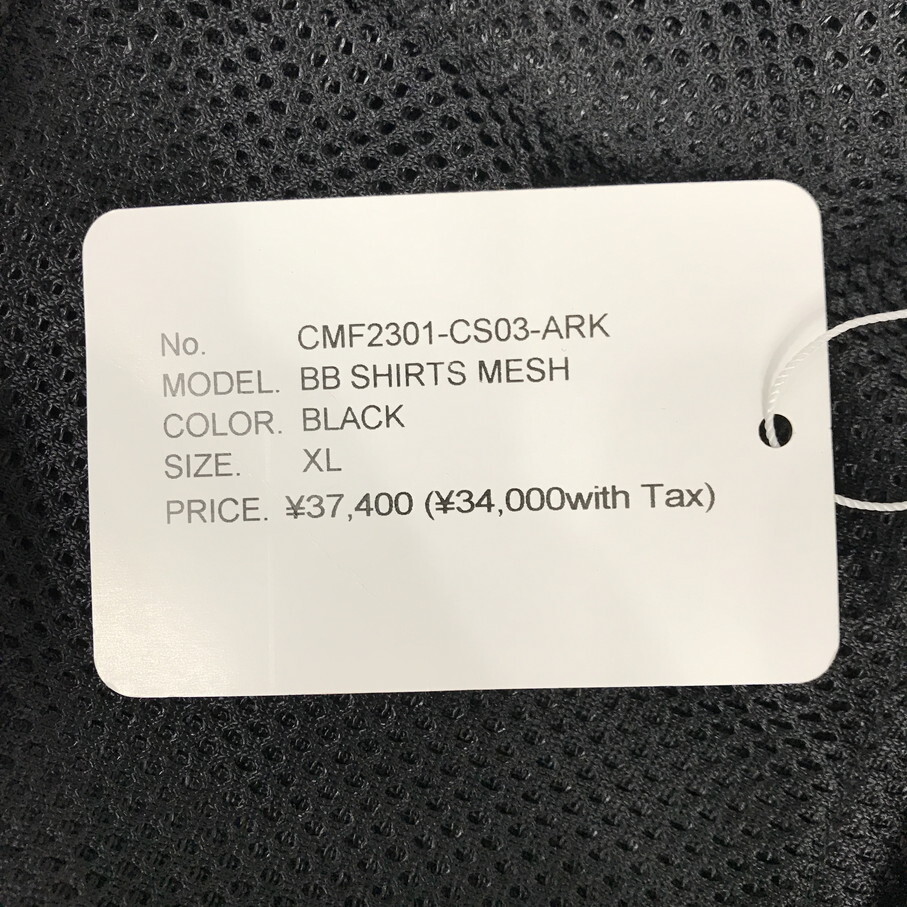 No. CMF2301-CS03-ARK
MODEL. BB SHIRTS MESH
COLOR. BLACK
SIZE. XL
PRICE. ¥37,400 (¥34,000with Tax)